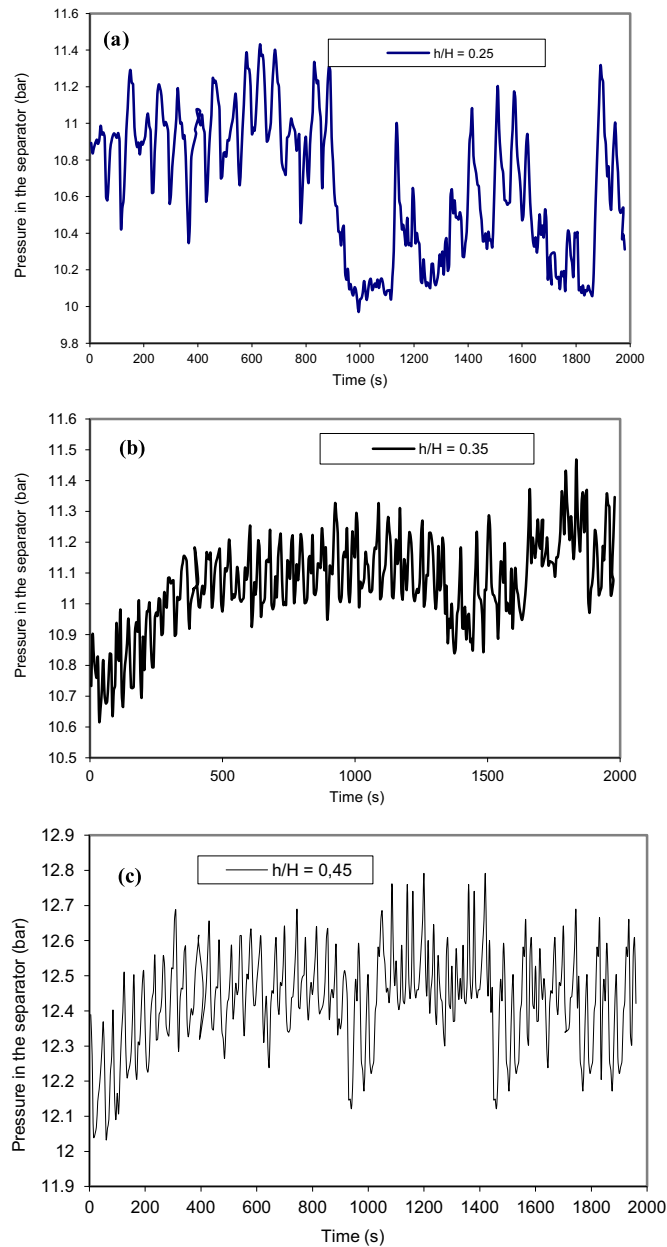 (a)
h/H = 0.25
Pressure in the separator (bar)
11.6
11.4
11.2
11
10.8
10.6
10.4
10.2
10
9.8
0 200 400 600 800 1000 1200 1400 1600 1800 2000
Time (s)
(b)
h/H = 0.35
Pressure in the separator (bar)
11.6
11.5
11.4
11.3
11.2
11.1
11
10.9
10.8
10.7
10.6
10.5
0 500 1000 1500 2000
Time (s)
(c)
h/H = 0,45
Pressure in the separator (bar)
12.9
12.8
12.7
12.6
12.5
12.4
12.3
12.2
12.1
12
11.9
0 200 400 600 800 1000 1200 1400 1600 1800 2000
Time (s)